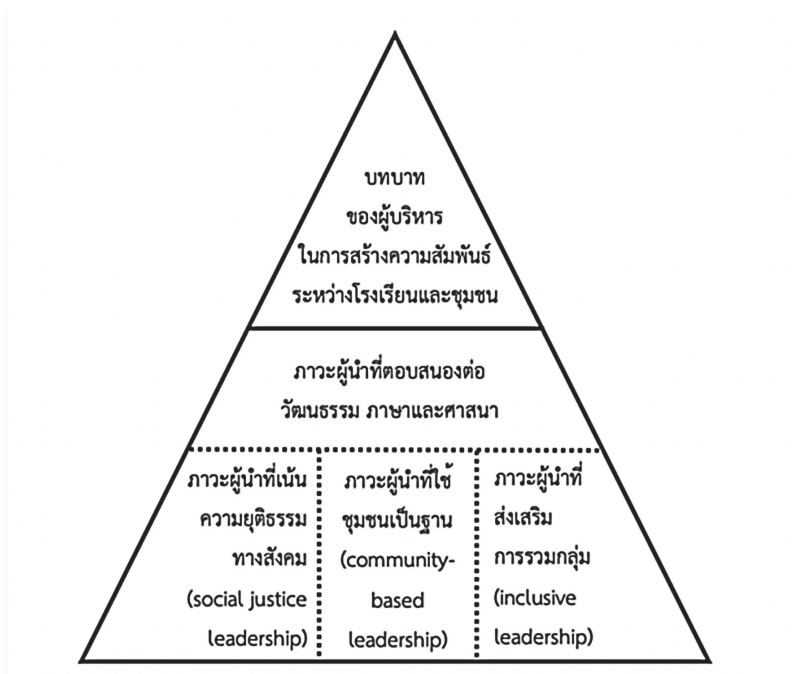 บทบาท
ของผู้บริหาร
ในการสร้างความสัมพันธ์
ระหว่างโรงเรียนและชุมชน
ภาวะผู้นำที่ตอบสนองต่อ
วัฒนธรรม ภาษาและศาสนา
ภาวะผู้นำที่เน้น
ความยุติธรรม
ทางสังคม
(social justice
leadership)
ภาวะผู้นำที่ใช้
ชุมชนเป็นฐาน
(community-
based
leadership)
ภาวะผู้นำที่
ส่งเสริม
การรวมกลุ่ม
(inclusive
leadership)